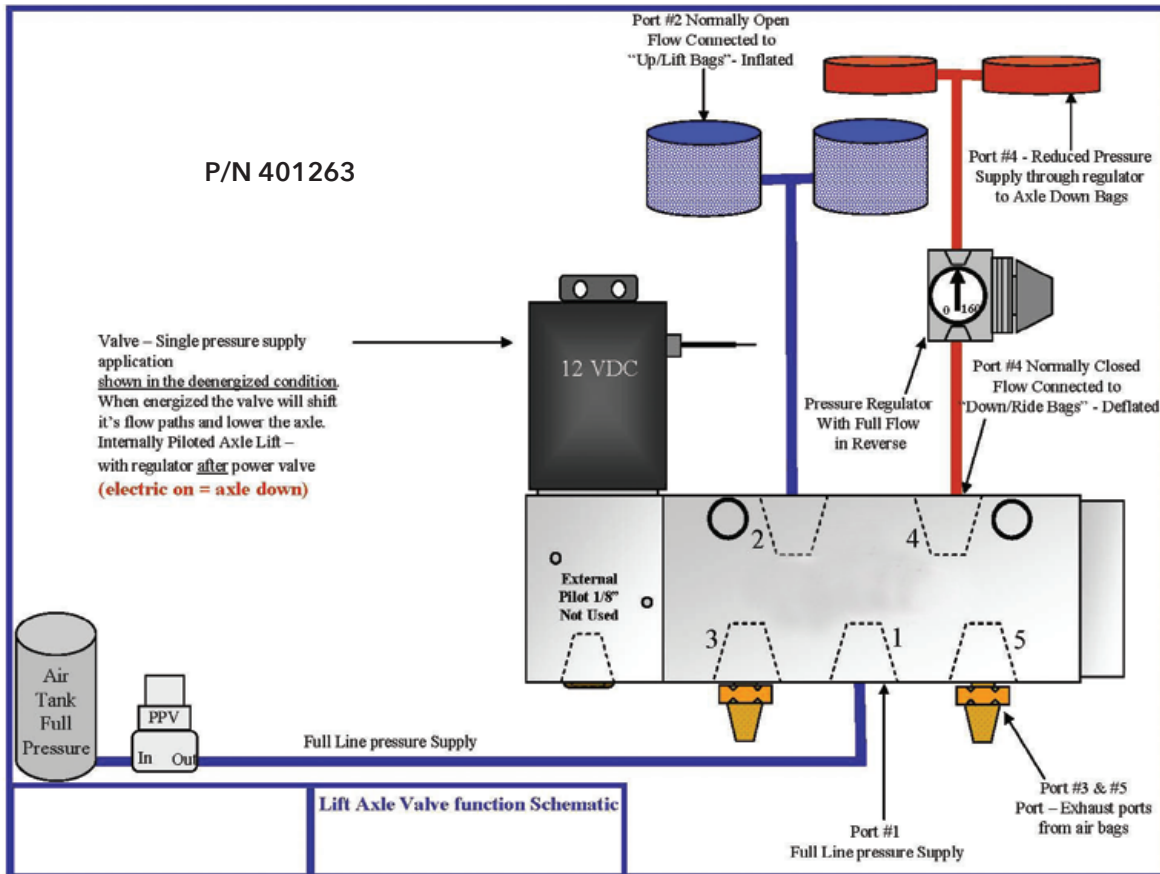 Port #2 Normally Open
Flow Connected to
“Up/Lift Bags”- Inflated
P/N 401263
Port #4 - Reduced Pressure
Supply through regulator
to Axle Down Bags
Valve – Single pressure supply
application
shown in the deenergized condition.
When energized the valve will shift
it’s flow paths and lower the axle.
Internally Piloted Axle Lift –
with regulator after power valve
(electric on = axle down)
12 VDC
0 160
Pressure Regulator
With Full Flow
in Reverse
Port #4 Normally Closed
Flow Connected to
“Down/Ride Bags” - Deflated
2
4
External
Pilot 1/8”
Not Used
3
1
5
Air
Tank
Full
Pressure
PPV
In Out
Full Line pressure Supply
Lift Axle Valve function Schematic
Port #1
Full Line pressure Supply
Port #3 & #5
Port – Exhaust ports
from air bags